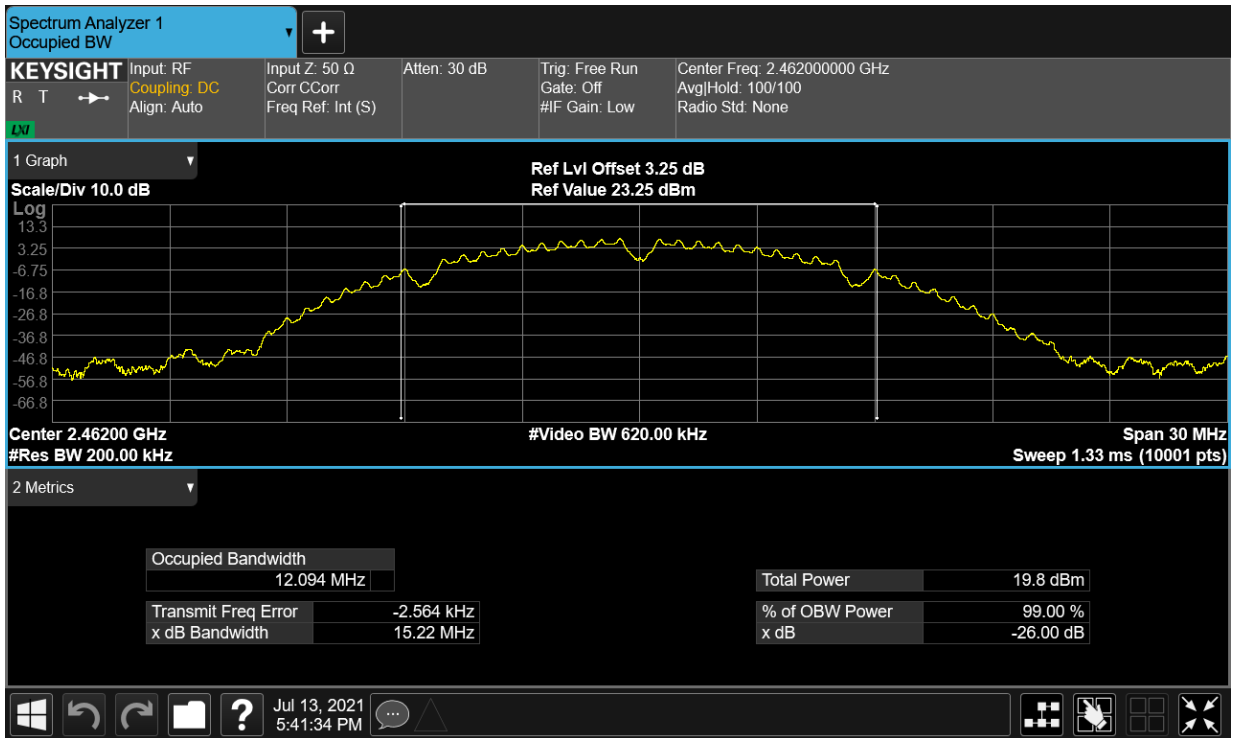 Spectrum Analyzer 1
Occupied BW
KEYSIGHT
R T
LXI
Input: RF
Coupling: DC
Align: Auto
Input Z: 50 Ω
Corr CCorr
Freq Ref: Int (S)
Atten: 30 dB
Trig: Free Run
Gate: Off
#IF Gain: Low
Center Freq: 2.462000000 GHz
Avg|Hold: 100/100
Radio Std: None
1 Graph
Scale/Div 10.0 dB
Ref Lvl Offset 3.25 dB
Ref Value 23.25 dBm
Log
13.3
3.25
-6.75
-16.8
-26.8
-36.8
-46.8
-56.8
-66.8
Center 2.46200 GHz
#Video BW 620.00 kHz
Span 30 MHz
#Res BW 200.00 kHz
Sweep 1.33 ms (10001 pts)
2 Metrics
Occupied Bandwidth
12.094 MHz
Total Power 19.8 dBm
Transmit Freq Error -2.564 kHz
% of OBW Power 99.00 %
x dB Bandwidth 15.22 MHz
x dB -26.00 dB
?
Jul 13, 2021
5:41:34 PM